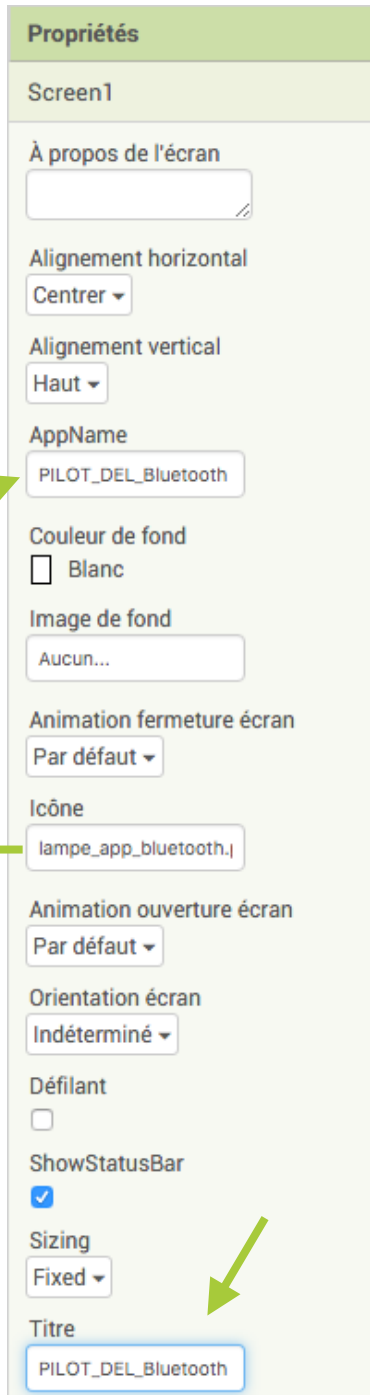 Propriétés
Screen1
À propos de l'écran
Alignement horizontal
Centrer
Alignement vertical
Haut
AppName
PILOT_DEL_Bluetooth
Couleur de fond
Blanc
Image de fond
Aucun...
Animation fermeture écran
Par défaut
Icône
lampe_app_bluetooth.
Animation ouverture écran
Par défaut
Orientation écran
Indéterminé
Défilant
ShowStatusBar
Sizing
Fixed
Titre
PILOT_DEL_Bluetooth